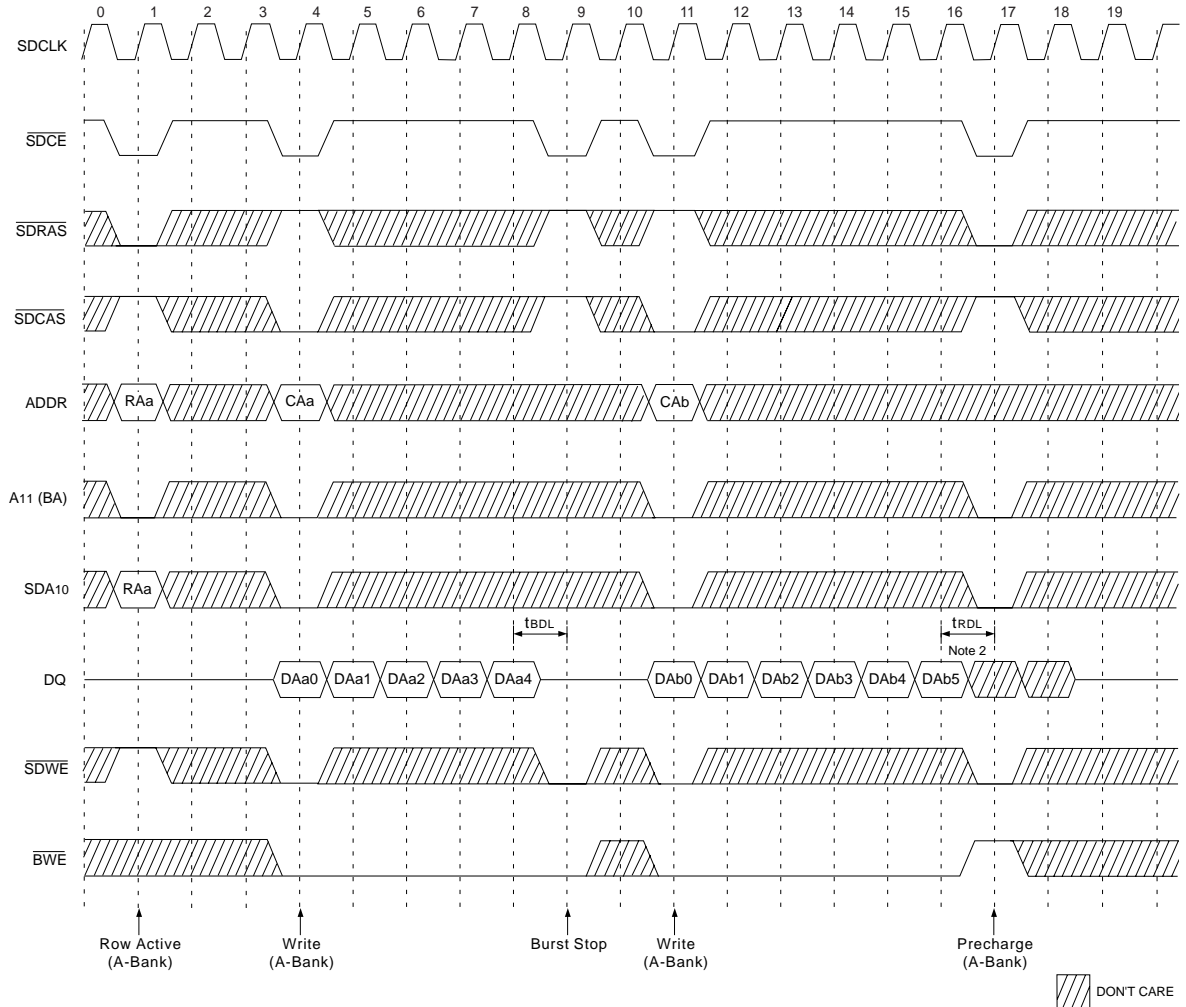 0 1 2 3 4 5 6 7 8 9 10 11 12 13 14 15 16 17 18 19
SDCLK
SDCE
SDRAS
SDCAS
ADDR RAa CAa CAb
A11 (BA)
SDA10 RAa
tBDL tRDL
Note 2
DQ DAa0 DAa1 DAa2 DAa3 DAa4 DAb0 DAb1 DAb2 DAb3 DAb4 DAb5
SDWE
BWE
Row Active Write Burst Stop Write Precharge
(A-Bank) (A-Bank) (A-Bank) (A-Bank)
DON'T CARE